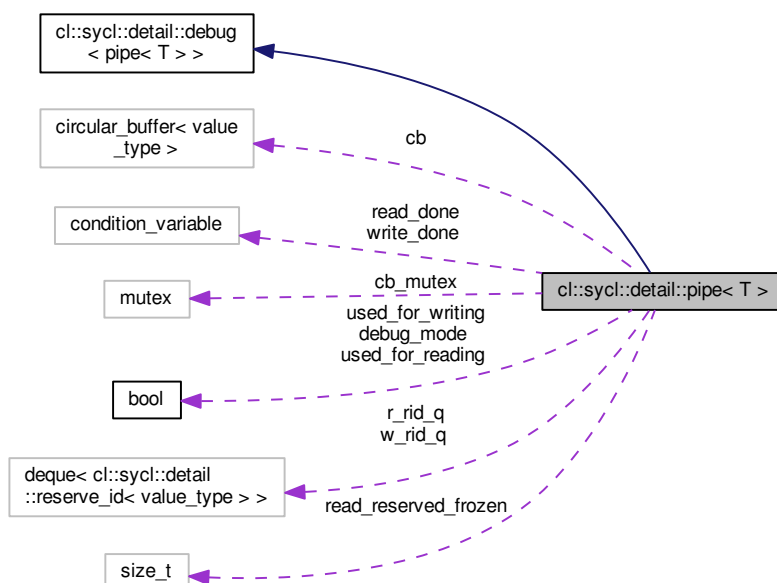 cl::sycl::detail::debug
< pipe< T > >
circular_buffer< value
_type >
cb
condition_variable
read_done
write_done
cl::sycl::detail::pipe< T >
mutex
cb_mutex
used_for_writing
debug_mode
used_for_reading
bool
r_rid_q
w_rid_q
deque< cl::sycl::detail
::reserve_id< value_type > >
read_reserved_frozen
size_t